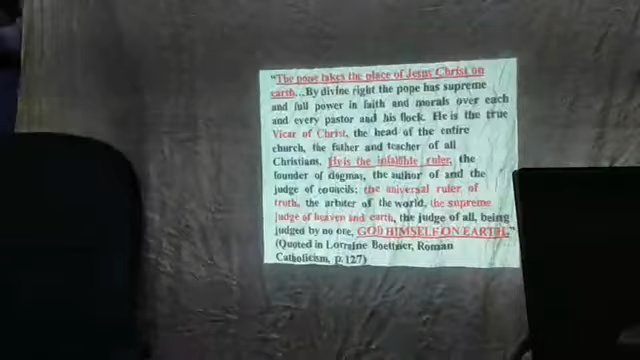 "The pope takes the place of Jesus Christ on
earth...By divine right the pope has supreme
and full power in faith and morals over each
and every pastor and his flock. He is the true
Vicar of Christ, the head of the entire
church, the father and teacher of all
Christians. He is the infallible ruler, the
founder of dogmas, the author of and the
judge of councils; the universal ruler of
truth, the arbiter of the world, the supreme
judge of heaven and earth, the judge of all, being
judged by no one, GOD HIMSELF ON EARTH."
(Quoted in Lorraine Boettner, Roman
Catholicism, p.127)